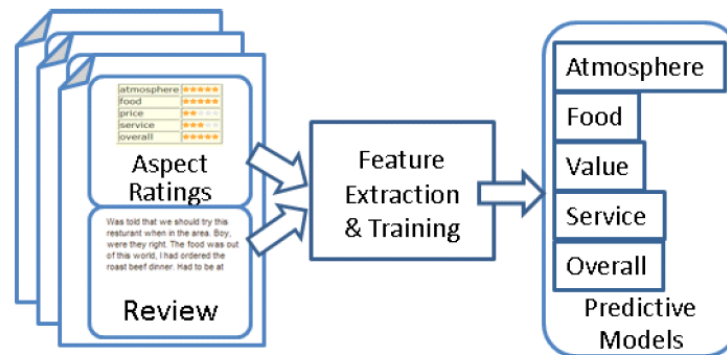 atmosphere ★★★★★
food ★★★★★
price ★★★★★
service ★★★★★
overall ★★★★★
Aspect
Ratings
Was told that we should try this
resturant when in the area. Boy,
were they right. The food was out
of this world, I had ordered the
roast beef dinner. Had to be at
Review
Feature
Extraction
& Training
Atmosphere
Food
Value
Service
Overall
Predictive
Models